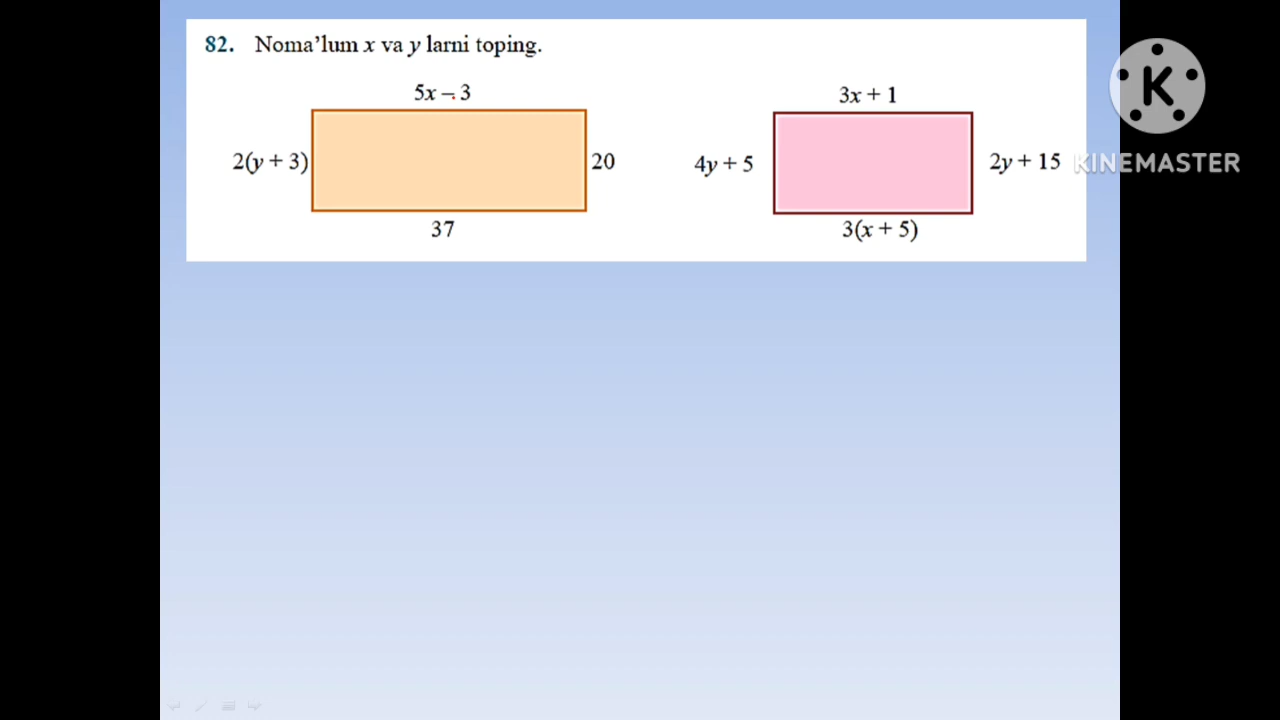 82. Noma’lum x va y larni toping.
5x – 3
2(y + 3)
20
37
3x + 1
4y + 5
2y + 15
3(x + 5)
K
KINEMASTER